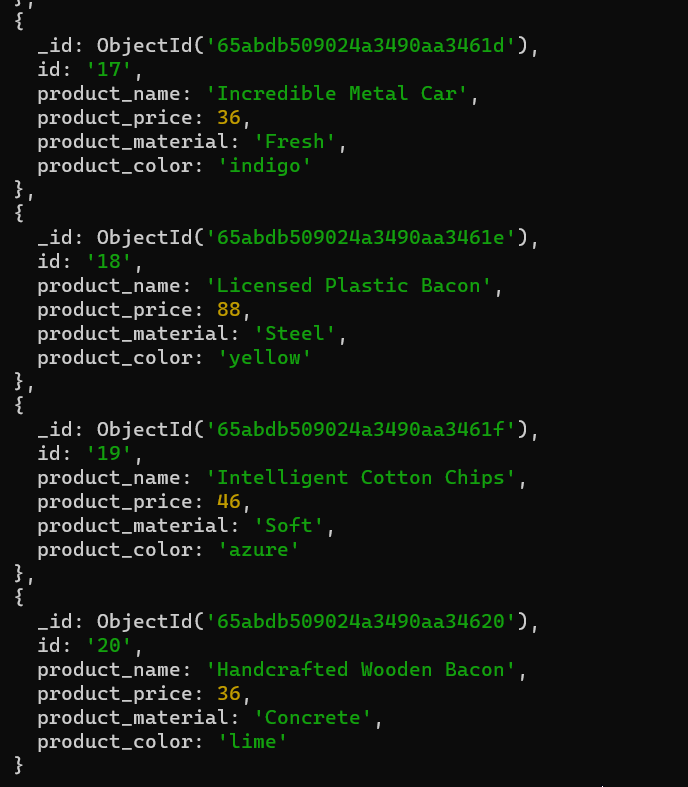 },
{
_id: ObjectId('65abdb509024a3490aa3461d'),
id: '17',
product_name: 'Incredible Metal Car',
product_price: 36,
product_material: 'Fresh',
product_color: 'indigo'
},
{
_id: ObjectId('65abdb509024a3490aa3461e'),
id: '18',
product_name: 'Licensed Plastic Bacon',
product_price: 88,
product_material: 'Steel',
product_color: 'yellow'
},
{
_id: ObjectId('65abdb509024a3490aa3461f'),
id: '19',
product_name: 'Intelligent Cotton Chips',
product_price: 46,
product_material: 'Soft',
product_color: 'azure'
},
{
_id: ObjectId('65abdb509024a3490aa34620'),
id: '20',
product_name: 'Handcrafted Wooden Bacon',
product_price: 36,
product_material: 'Concrete',
product_color: 'lime'
}